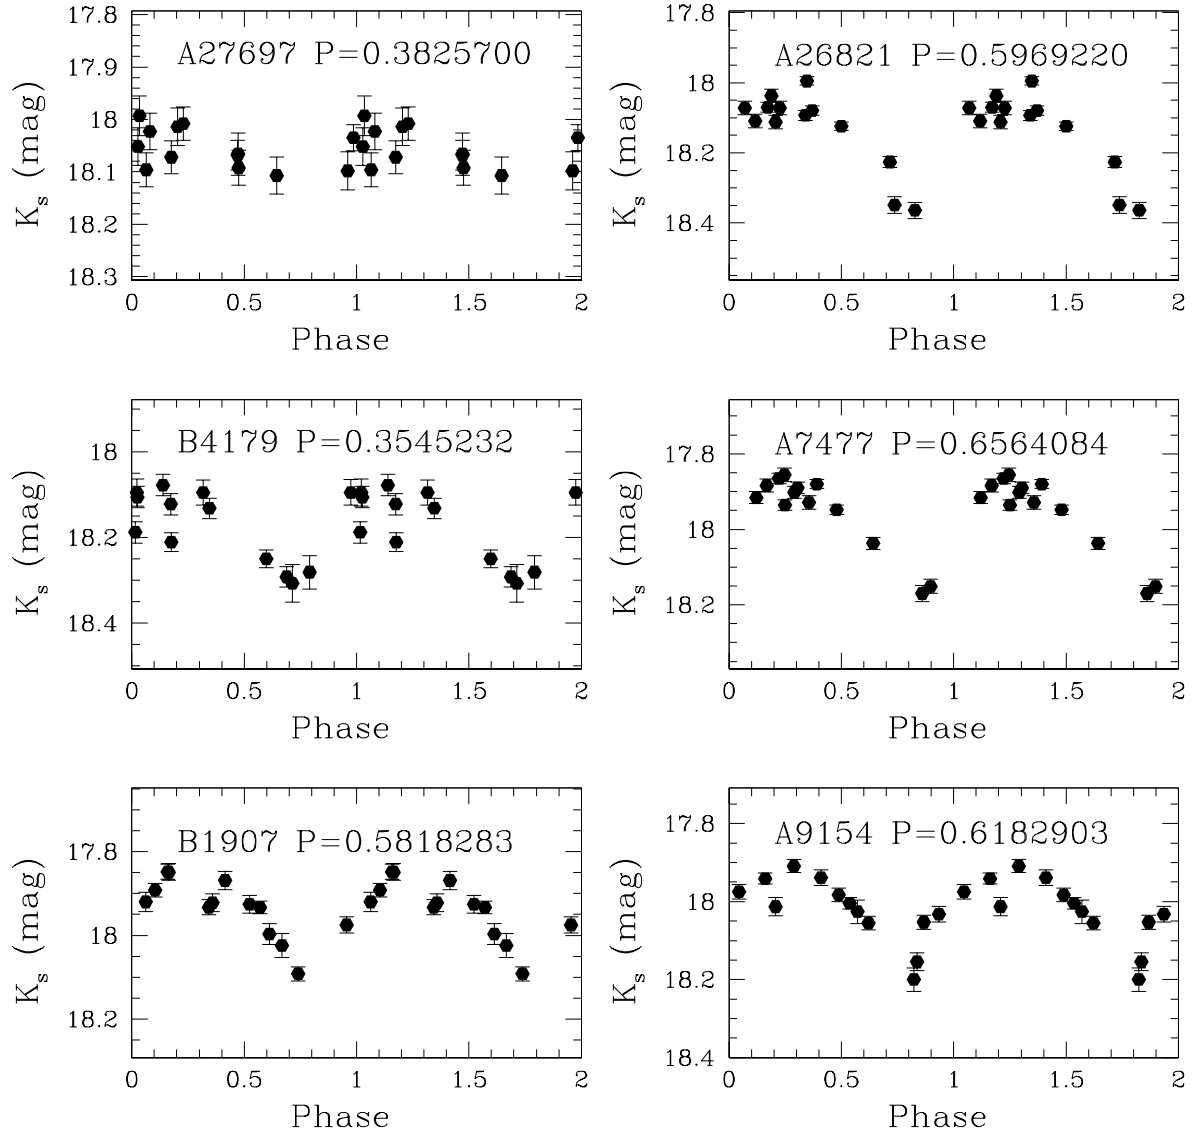 A27697 P=0.3825700
17.8
17.9
18
18.1
18.2
18.3
K_s (mag)
0 0.5 1 1.5 2
Phase
A26821 P=0.5969220
17.8
18
18.2
18.4
K_s (mag)
0 0.5 1 1.5 2
Phase
B4179 P=0.3545232
18
18.2
18.4
K_s (mag)
0 0.5 1 1.5 2
Phase
A7477 P=0.6564084
17.8
18
18.2
K_s (mag)
0 0.5 1 1.5 2
Phase
B1907 P=0.5818283
17.8
18
18.2
K_s (mag)
0 0.5 1 1.5 2
Phase
A9154 P=0.6182903
17.8
18
18.2
18.4
K_s (mag)
0 0.5 1 1.5 2
Phase